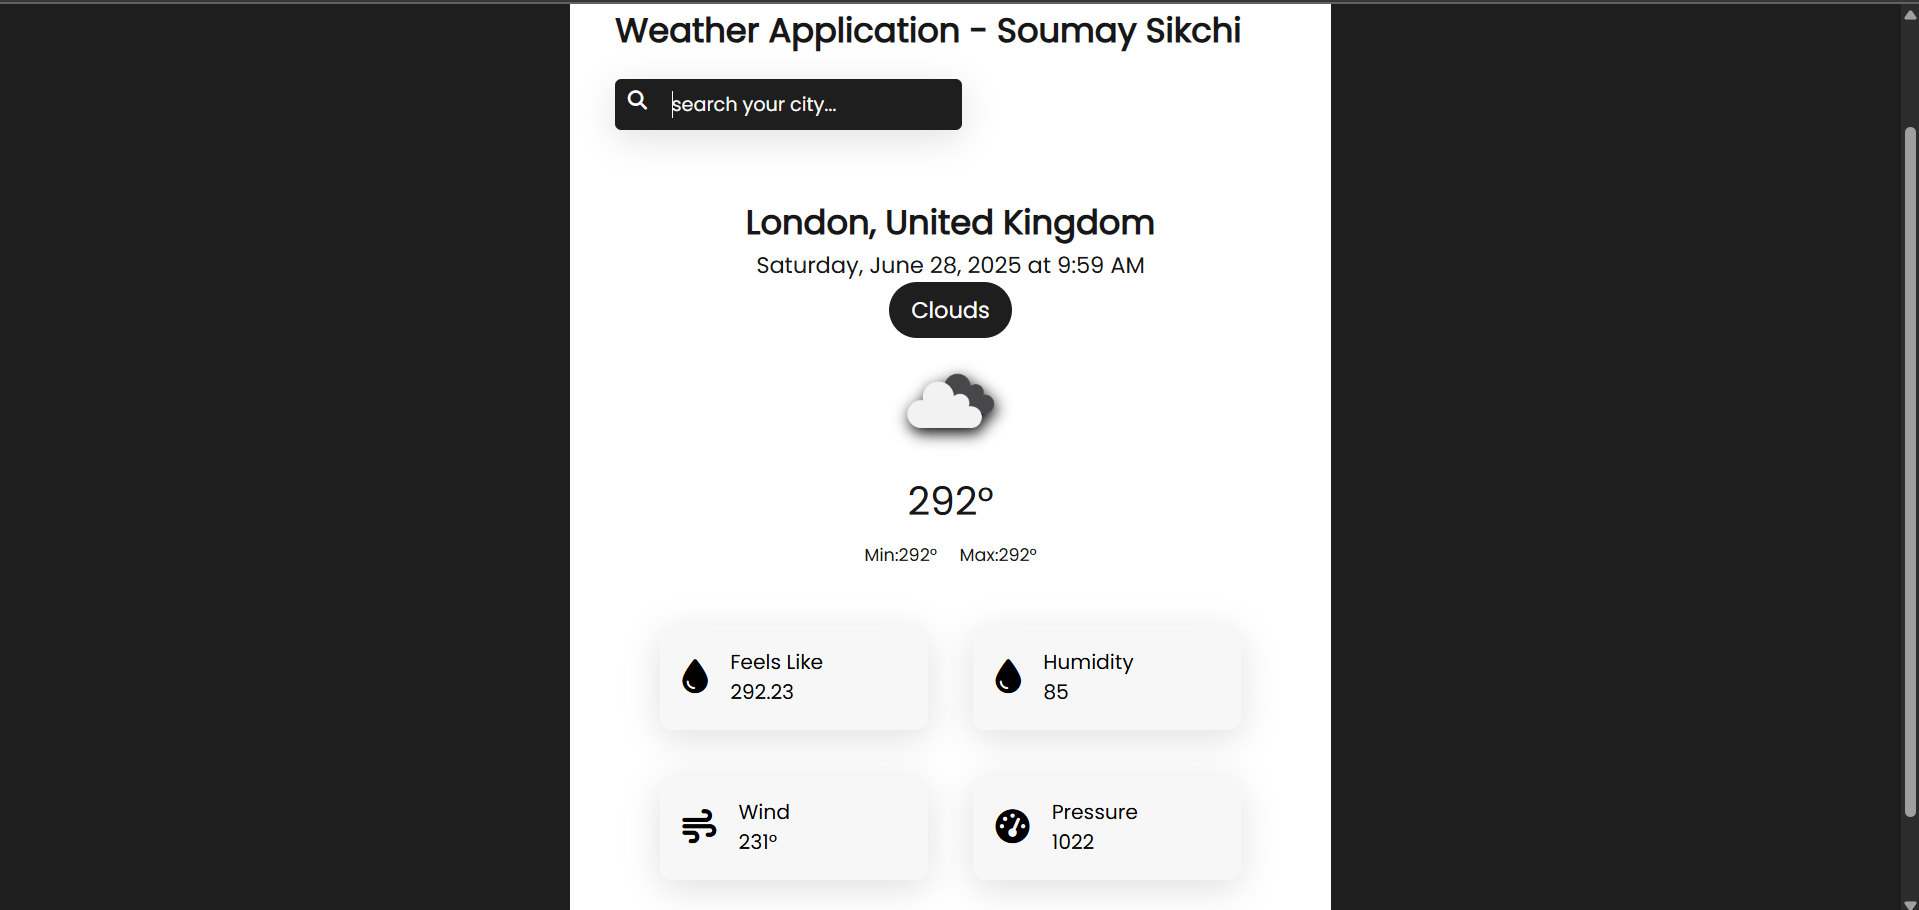 Weather Application - Soumay Sikchi
search your city...
London, United Kingdom
Saturday, June 28, 2025 at 9:59 AM
Clouds
292°
Min:292° Max:292°
Feels Like
292.23
Humidity
85
Wind
231°
Pressure
1022